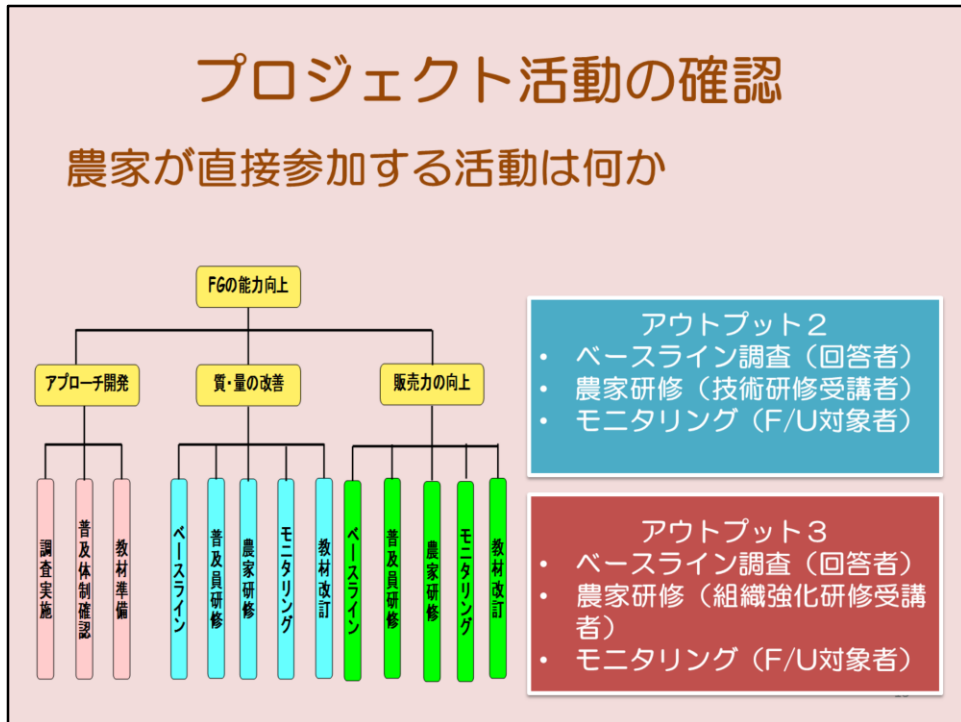 プロジェクト活動の確認
農家が直接参加する活動は何か
FGの能力向上
アプローチ開発
質・量の改善
販売力の向上
調査実施
普及体制確認
教材準備
ベースライン
普及員研修
農家研修
モニタリング
教材改訂
ベースライン
普及員研修
農家研修
モニタリング
教材改訂
アウトプット２
• ベースライン調査（回答者）
• 農家研修（技術研修受講者）
• モニタリング（F/U対象者）
アウトプット３
• ベースライン調査（回答者）
• 農家研修（組織強化研修受講
者）
• モニタリング（F/U対象者）